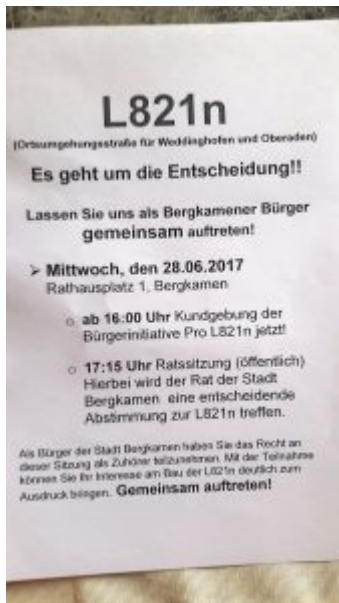 L821n
(Ortsumgehungsstraße für Weddinghofen und Oberaden)
Es geht um die Entscheidung!!
Lassen Sie uns als Bergkamener Bürger
gemeinsam auftreten!
➢ Mittwoch, den 28.06.2017
Rathausplatz 1, Bergkamen
○ ab 16:00 Uhr Kundgebung der
Bürgerinitiative Pro L821n jetzt!
○ 17:15 Uhr Ratssitzung (öffentlich)
Hierbei wird der Rat der Stadt
Bergkamen eine entscheidende
Abstimmung zur L821n treffen.
Als Bürger der Stadt Bergkamen haben Sie das Recht an
dieser Sitzung als Zuhörer teilzunehmen. Mit der Teilnahme
können Sie Ihr Interesse am Bau der L821n deutlich zum
Ausdruck bringen. Gemeinsam auftreten!